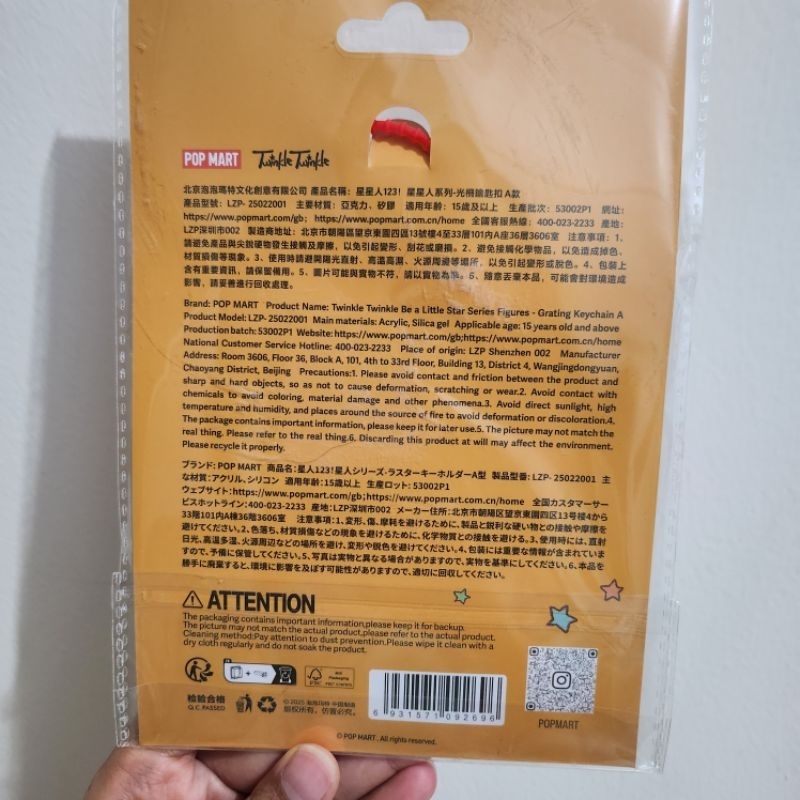 POP MART Twinkle Twinkle
北京泡泡瑪特文化創意有限公司 產品名稱：星星人123！星星人系列-光柵鑰匙扣 A款
產品型號：LZP- 25022001 主要材質：亞克力、矽膠 適用年齡：15歲及以上 生產批次：53002P1 網址：
https://www.popmart.com/gb; https://www.popmart.com.cn/home 全國客服熱線：400-023-2233 產地：
LZP深圳市002 製造商地址：北京市朝陽區望京東園四區13號樓4至33層101內A座36層3606室 注意事項：1、
請避免產品與尖銳硬物發生接觸及摩擦，以免引起變形、刮花或磨損。2、避免接觸化學物品，以免造成掉色、
材質損傷等現象。3、使用時請避開陽光直射、高溫高濕、火源周邊等場所，以免引起變形或脫色。4、包裝上
含有重要資訊，請保留備用。5、圖片可能與實物不符，請以實物為準。6、隨意丟棄本品，可能會對環境造成
影響，請妥善進行回收處理。
Brand: POP MART Product Name: Twinkle Twinkle Be a Little Star Series Figures - Grating Keychain A
Product Model: LZP- 25022001 Main materials: Acrylic, Silica gel Applicable age: 15 years old and above
Production batch: 53002P1 Website: https://www.popmart.com/gb;https://www.popmart.com.cn/home
National Customer Service Hotline: 400-023-2233 Place of origin: LZP Shenzhen 002 Manufacturer
Address: Room 3606, Floor 36, Block A, 101, 4th to 33rd Floor, Building 13, District 4, Wangjingdongyuan,
Chaoyang District, Beijing Precautions:1. Please avoid contact and friction between the product and
sharp and hard objects, so as not to cause deformation, scratching or wear.2. Avoid contact with
chemicals to avoid coloring, material damage and other phenomena.3. Avoid direct sunlight, high
temperature and humidity, and places around the source of fire to avoid deformation or discoloration.4.
The package contains important information, please keep it for later use.5. The picture may not match the
real thing. Please refer to the real thing.6. Discarding this product at will may affect the environment.
Please recycle it properly.
ブランド: POP MART 商品名：星人123！星人シリーズ-ラスターキーホルダーA型 製品型番: LZP- 25022001 主
な材質：アクリル、シリコン 適用年齢：15歳以上 生産ロット: 53002P1
ウェブサイト：https://www.popmart.com/gb;https://www.popmart.com.cn/home 全国カスタマーサー
ビスホットライン：400-023-2233 産地：LZP深圳市002 メーカー住所：北京市朝陽区望京東園四区13号楼4から
33階101内A棟36階3606室 注意事項：1、変形、傷、摩耗を避けるために、製品と鋭利な硬い物との接触や摩擦を
避けてください。2、色落ち、材質損傷などの現象を避けるために、化学物質との接触を避ける。3、使用時には、直射
日光、高温多湿、火源周辺などの場所を避け、変形や脱色を避けてください。4、包装には重要な情報が含まれていま
すので、予備に保管してください。5、写真は実物と異なる場合がありますので、実物を基準にしてください。6、本品を
勝手に廃棄すると、環境に影響を及ぼす可能性がありますので、適切に回収してください。
ATTENTION
The packaging contains important information,please keep it for backup.
The picture may not match the actual product,please refer to the actual product.
Cleaning method:Pay attention to dust prevention.Please wipe it clean with a
dry cloth regularly and do not soak the product.
FSC
MIX
Packaging
检验合格
Q.C.PASSED
© 2025 泡泡玛特 中国制造
版权所有。仿冒必究。
6 931571 092696
POPMART
© POP MART. All rights reserved.